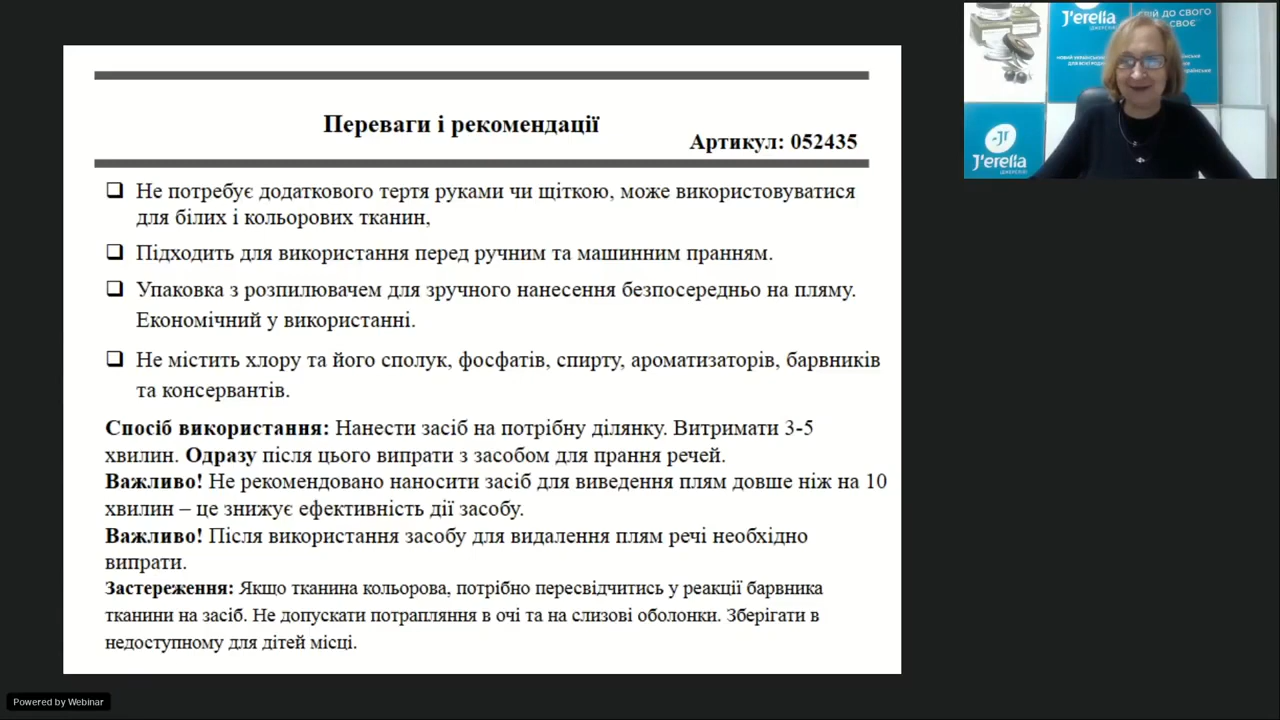 Переваги і рекомендації
Артикул: 052435
Не потребує додаткового тертя руками чи щіткою, може використовуватися
для білих і кольорових тканин,
Підходить для використання перед ручним та машинним пранням.
Упаковка з розпилювачем для зручного нанесення безпосередньо на пляму.
Економічний у використанні.
Не містить хлору та його сполук, фосфатів, спирту, ароматизаторів, барвників
та консервантів.
Спосіб використання: Нанести засіб на потрібну ділянку. Витримати 3-5
хвилин. Одразу після цього випрати з засобом для прання речей.
Важливо! Не рекомендовано наносити засіб для виведення плям довше ніж на 10
хвилин – це знижує ефективність дії засобу.
Важливо! Після використання засобу для видалення плям речі необхідно
випрати.
Застереження: Якщо тканина кольорова, потрібно пересвідчитись у реакції барвника
тканини на засіб. Не допускати потрапляння в очі та на слизові оболонки. Зберігати в
недоступному для дітей місці.
J'erelia
ДО СВОГО
СВОЄ
J'erelia
Powered by Webinar